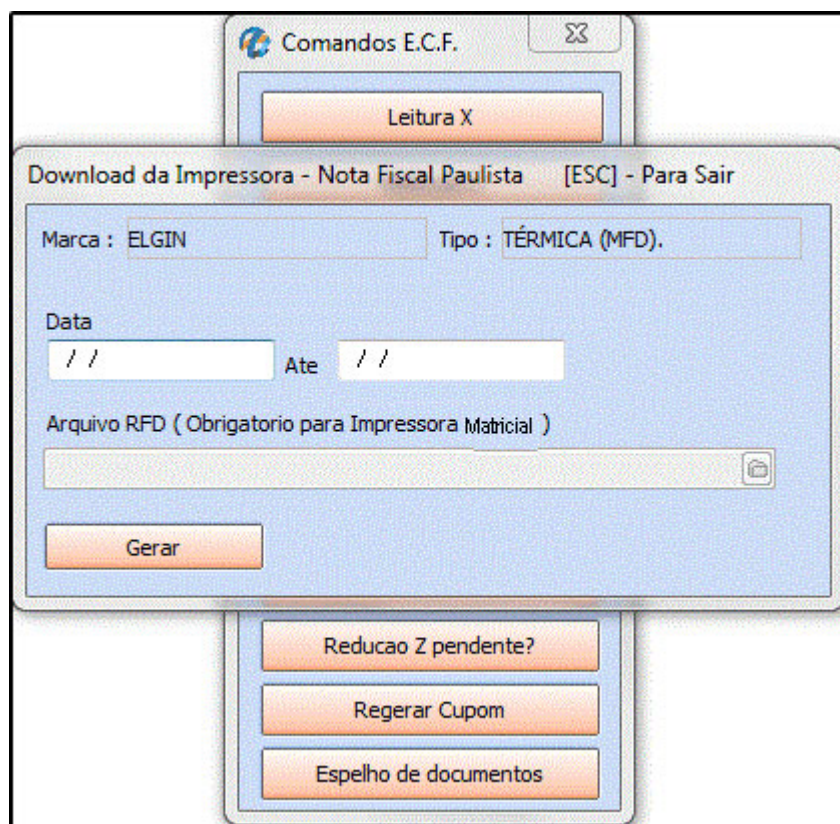 Comandos E.C.F.
Leitura X
Download da Impressora - Nota Fiscal Paulista [ESC] - Para Sair
Marca : ELGIN Tipo : TÉRMICA (MFD).
Data
/ / Ate / /
Arquivo RFD ( Obrigatorio para Impressora Matricial )
Gerar
Reducao Z pendente?
Regerar Cupom
Espelho de documentos